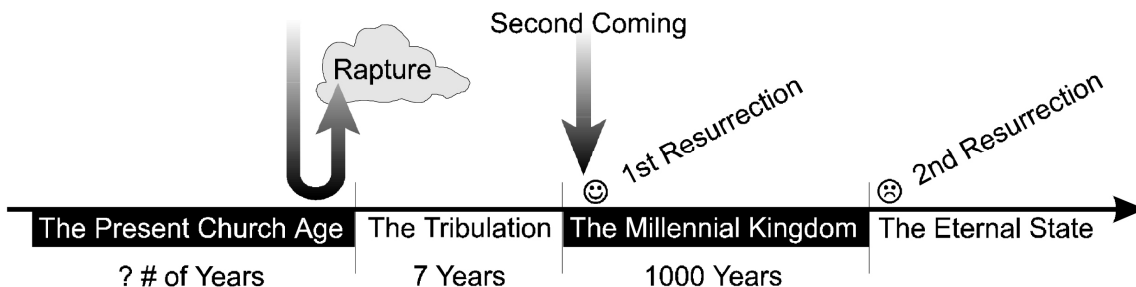 Second Coming
Rapture
1st Resurrection
2nd Resurrection
The Present Church Age
The Tribulation
The Millennial Kingdom
The Eternal State
? # of Years
7 Years
1000 Years